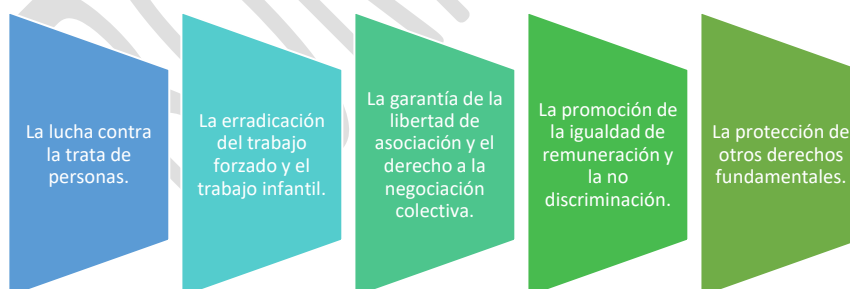 La lucha contra
la trata de
personas.
La erradicación
del trabajo
forzado y el
trabajo infantil.
La garantía de la
libertad de
asociación y el
derecho a la
negociación
colectiva.
La promoción de
la igualdad de
remuneración y
la no
discriminación.
La protección de
otros derechos
fundamentales.